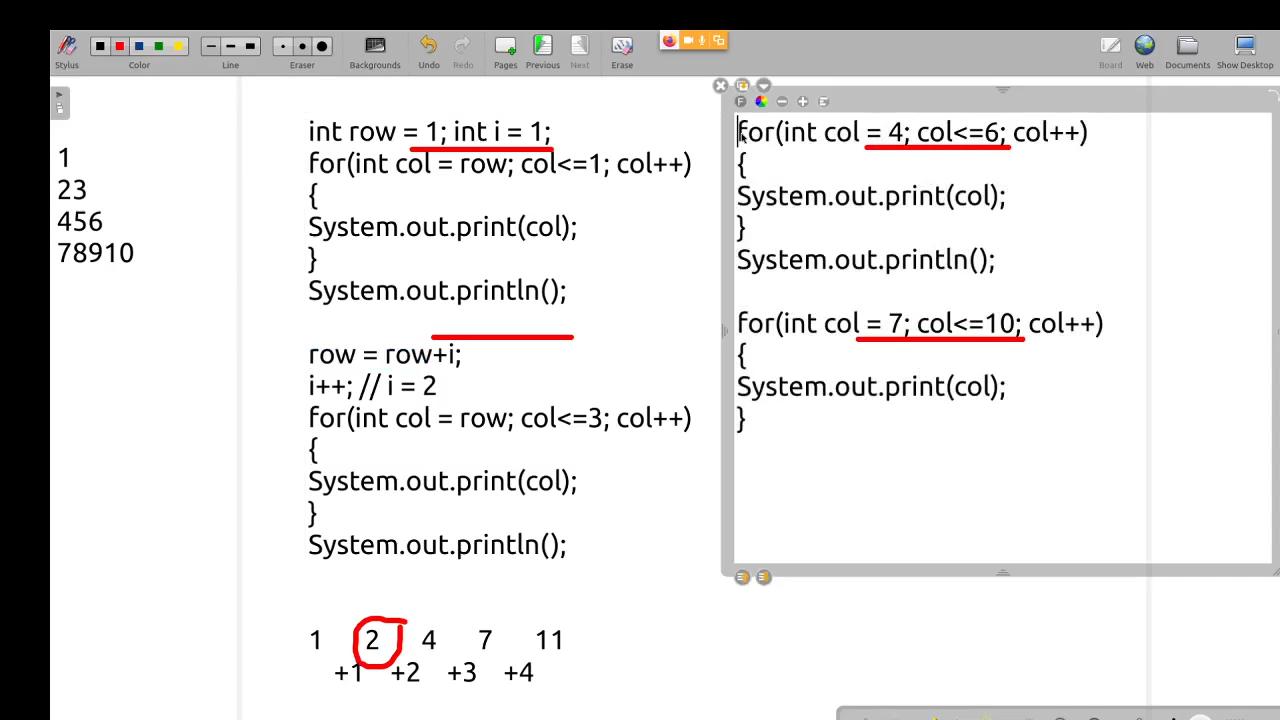 Stylus
Color
Line
Eraser
Backgrounds
Undo
Redo
Pages
Previous
Next
Erase
Board
Web
Documents
Show Desktop
1
23
456
78910
int row = 1; int i = 1;
for(int col = row; col<=1; col++)
{
System.out.print(col);
}
System.out.println();
row = row+i;
i++; // i = 2
for(int col = row; col<=3; col++)
{
System.out.print(col);
}
System.out.println();
1 2 4 7 11
+1 +2 +3 +4
F
for(int col = 4; col<=6; col++)
{
System.out.print(col);
}
System.out.println();
for(int col = 7; col<=10; col++)
{
System.out.print(col);
}